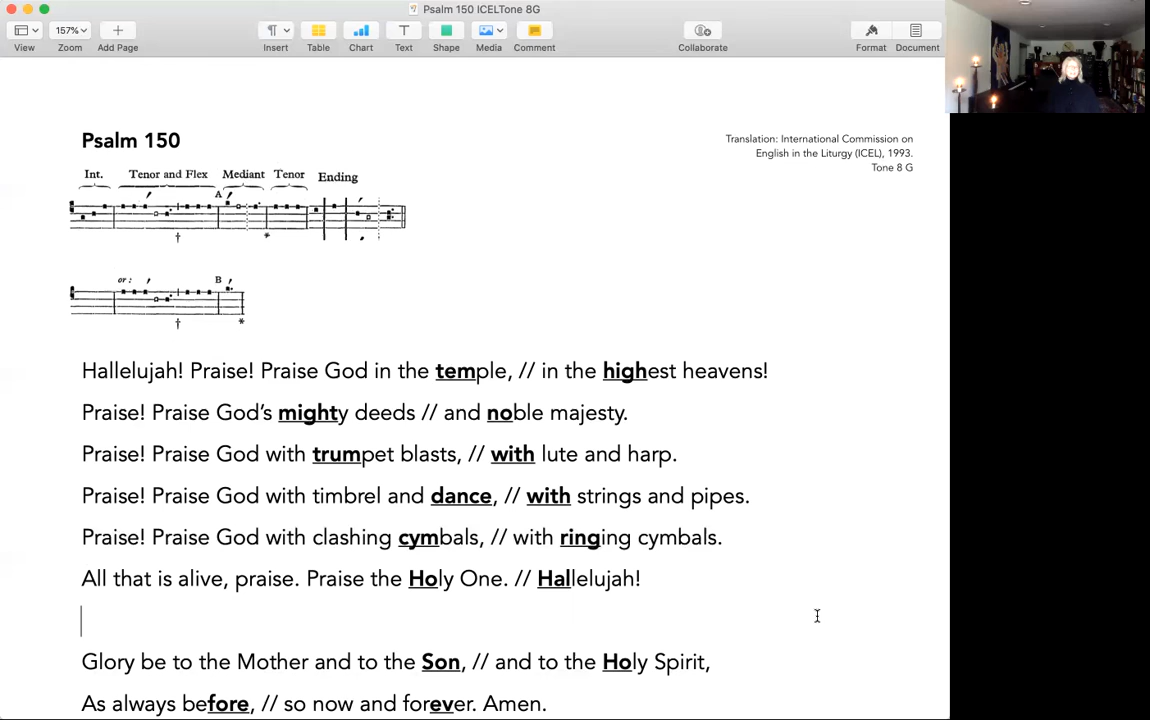 Psalm 150 ICELTone 8G
157%
View
Zoom
Add Page
Insert
Table
Chart
Text
Shape
Media
Comment
Collaborate
Format
Document
Psalm 150
Translation: International Commission on
English in the Liturgy (ICEL), 1993.
Tone 8 G
Int. Tenor and Flex Mediant Tenor Ending
A
† *
or: B
† *
Hallelujah! Praise! Praise God in the temple, // in the highest heavens!
Praise! Praise God’s mighty deeds // and noble majesty.
Praise! Praise God with trumpet blasts, // with lute and harp.
Praise! Praise God with timbrel and dance, // with strings and pipes.
Praise! Praise God with clashing cymbals, // with ringing cymbals.
All that is alive, praise. Praise the Holy One. // Hallelujah!
Glory be to the Mother and to the Son, // and to the Holy Spirit,
As always before, // so now and forever. Amen.